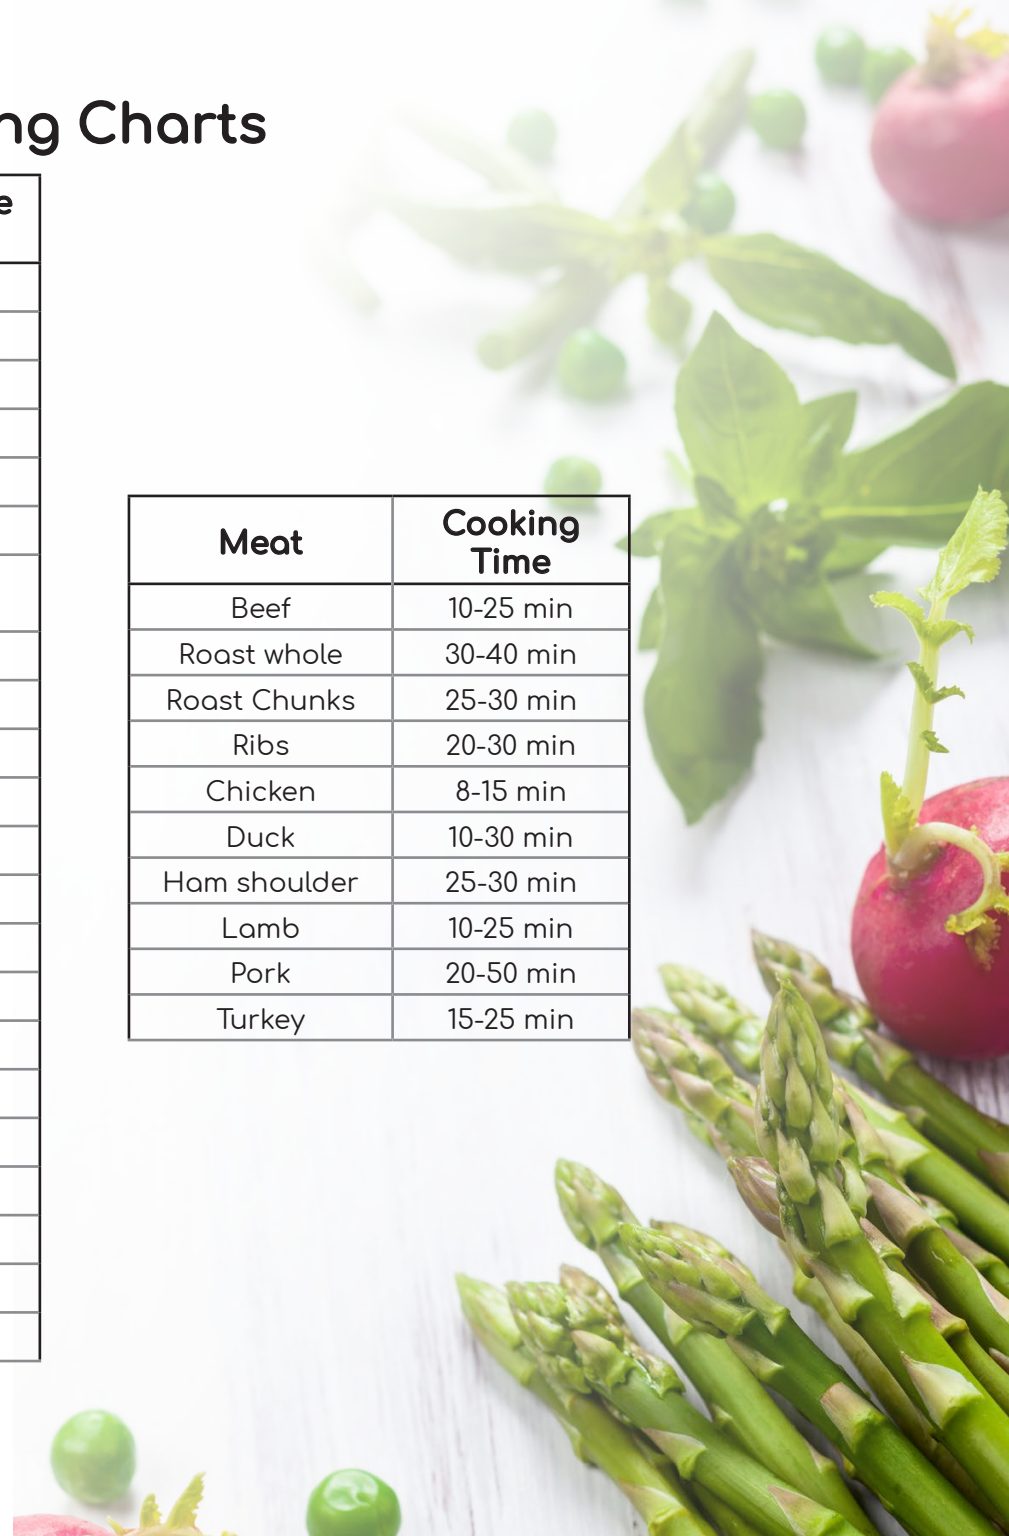 ng Charts
e
Meat Cooking Time
Beef 10-25 min
Roast whole 30-40 min
Roast Chunks 25-30 min
Ribs 20-30 min
Chicken 8-15 min
Duck 10-30 min
Ham shoulder 25-30 min
Lamb 10-25 min
Pork 20-50 min
Turkey 15-25 min